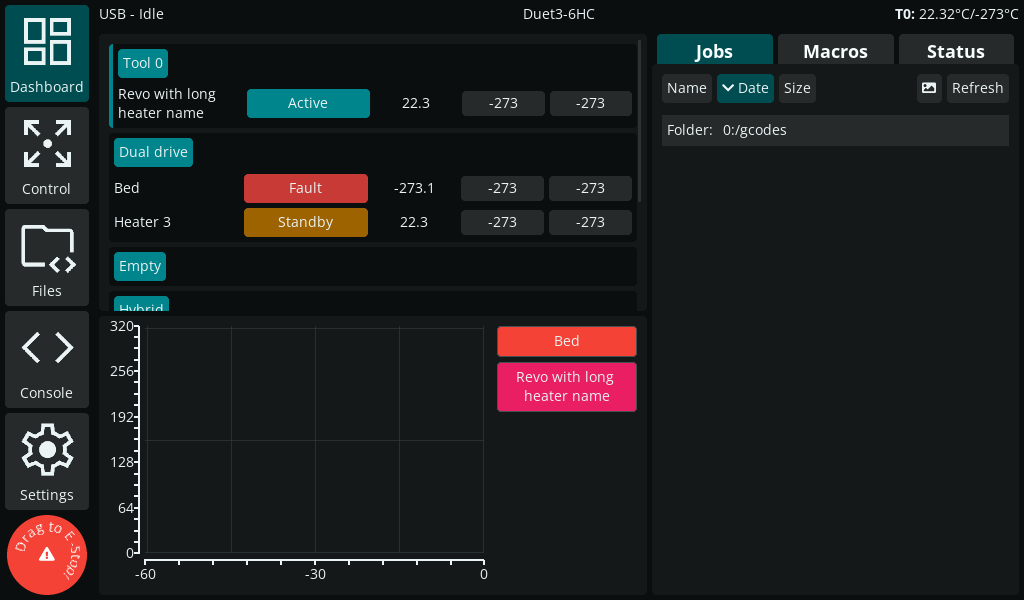 USB - Idle
Duet3-6HC
T0: 22.32°C/-273°C
Dashboard
Control
Files
Console
Settings
Drag to E-Stop!
Tool 0
Revo with long
heater name
Active
22.3
-273
-273
Dual drive
Bed
Fault
-273.1
-273
-273
Heater 3
Standby
22.3
-273
-273
Empty
Hybrid
320
256
192
128
64
0
-60
-30
0
Bed
Revo with long
heater name
Jobs
Macros
Status
Name
Date
Size
Refresh
Folder: 0:/gcodes